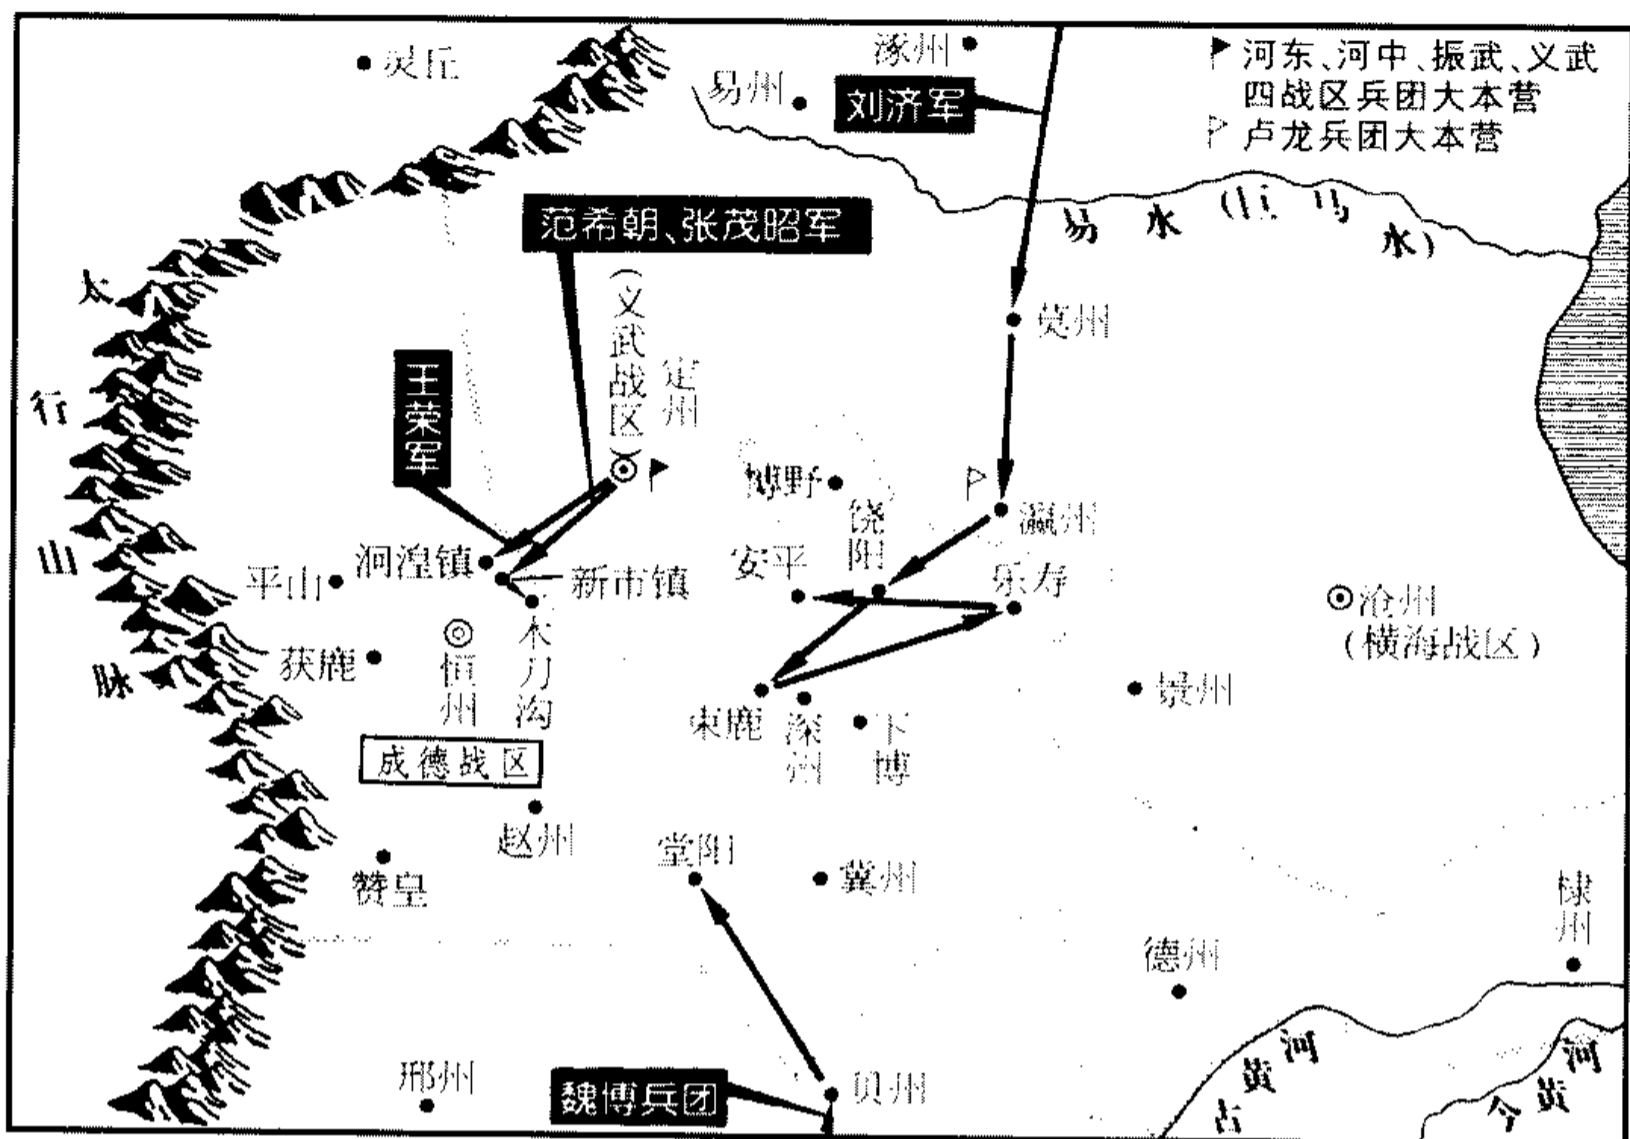 灵丘
涿州
易州
刘济军
河东、河中、振武、义武
四战区兵团大本营
卢龙兵团大本营
范希朝、张茂昭军
易水(拒马水)
太行山脉
莫州
(义武战区)
定州
王荣军
博野
饶阳
瀛州
洄湟镇
新市镇
安平
乐寿
平山
沧州
(横海战区)
木刀沟
恒州
获鹿
束鹿
深州
下博
景州
成德战区
赵州
堂阳
冀州
赞皇
棣州
德州
邢州
魏博兵团
贝州
古黄河
今黄河